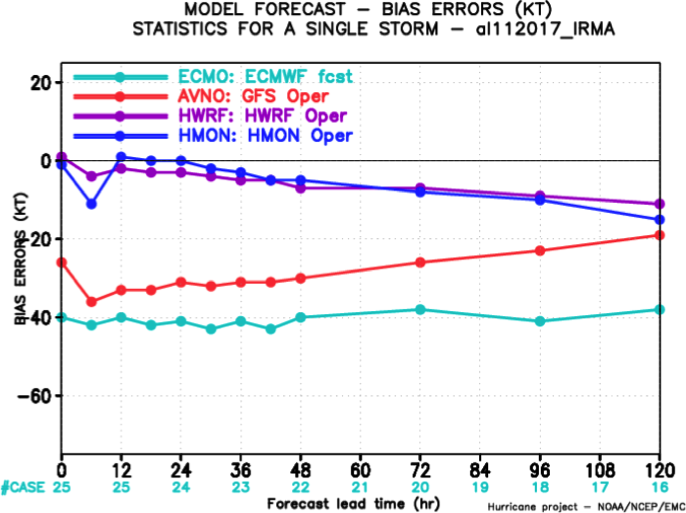 MODEL FORECAST – BIAS ERRORS (KT)
STATISTICS FOR A SINGLE STORM – al112017_IRMA
ECMO: ECMWF fcst
AVNO: GFS Oper
HWRF: HWRF Oper
HMON: HMON Oper
BIAS ERRORS (KT)
20
0
−20
−40
−60
0 12 24 36 48 60 72 84 96 108 120
#CASE 25 25 24 23 22 21 20 19 18 17 16
Forecast lead time (hr)
Hurricane project – NOAA/NCEP/EMC